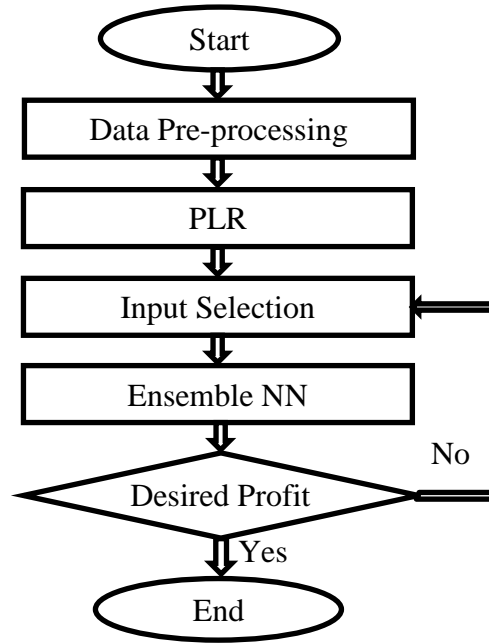 Start
Data Pre-processing
PLR
Input Selection
Ensemble NN
No
Desired Profit
Yes
End